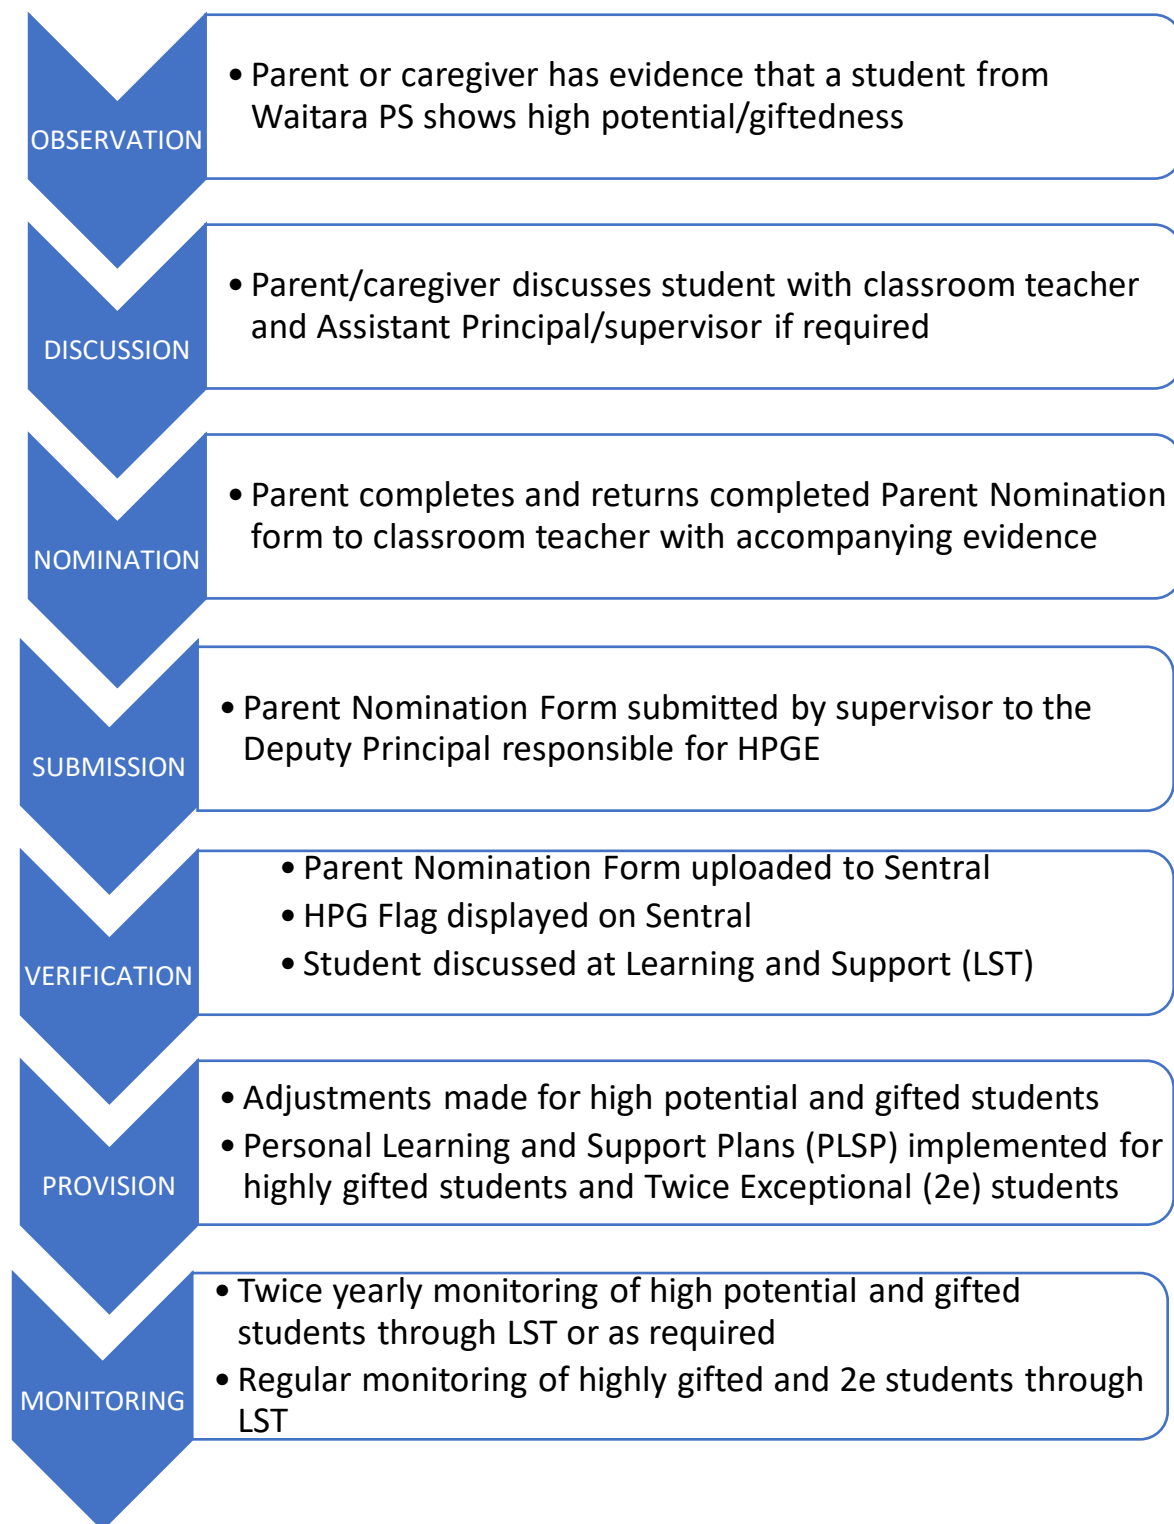 OBSERVATION
• Parent or caregiver has evidence that a student from
Waitara PS shows high potential/giftedness
DISCUSSION
• Parent/caregiver discusses student with classroom teacher
and Assistant Principal/supervisor if required
NOMINATION
• Parent completes and returns completed Parent Nomination
form to classroom teacher with accompanying evidence
SUBMISSION
• Parent Nomination Form submitted by supervisor to the
Deputy Principal responsible for HPGE
VERIFICATION
• Parent Nomination Form uploaded to Sentral
• HPG Flag displayed on Sentral
• Student discussed at Learning and Support (LST)
PROVISION
• Adjustments made for high potential and gifted students
• Personal Learning and Support Plans (PLSP) implemented for
highly gifted students and Twice Exceptional (2e) students
MONITORING
• Twice yearly monitoring of high potential and gifted
students through LST or as required
• Regular monitoring of highly gifted and 2e students through
LST